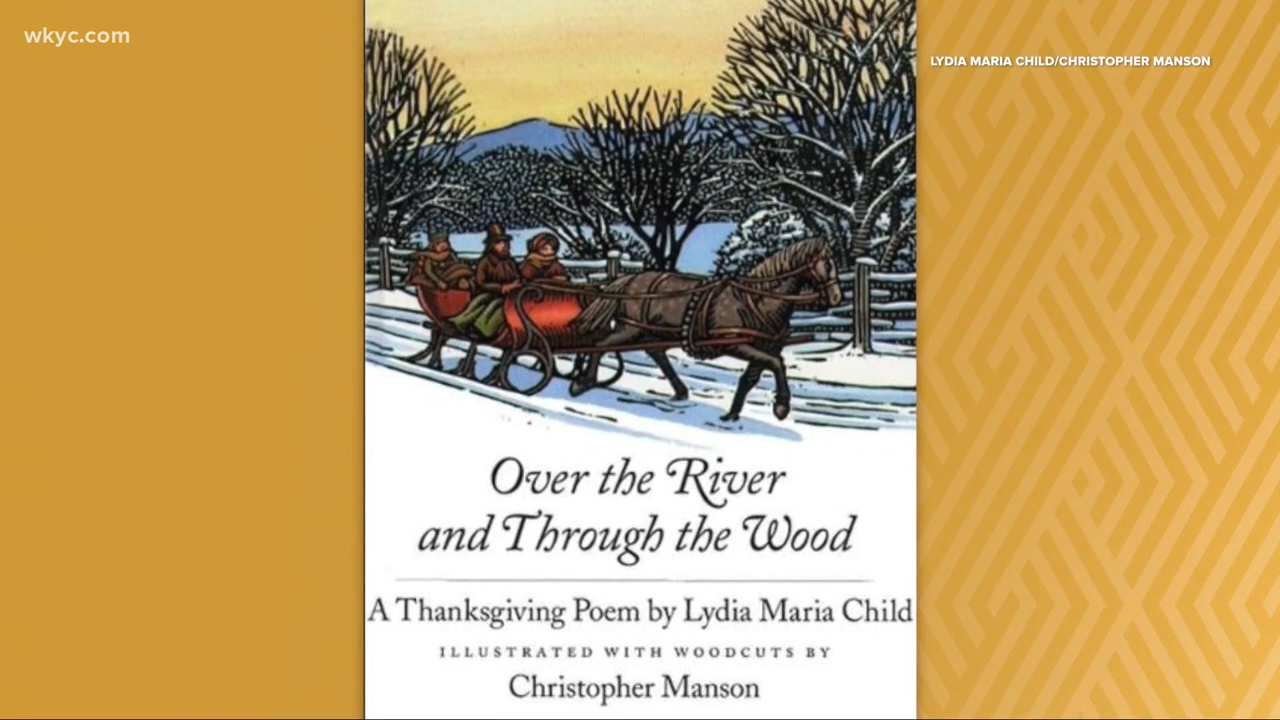 wkyc.com
LYDIA MARIA CHILD/CHRISTOPHER MANSON
Over the River
and Through the Wood
A Thanksgiving Poem by Lydia Maria Child
ILLUSTRATED WITH WOODCUTS BY
Christopher Manson